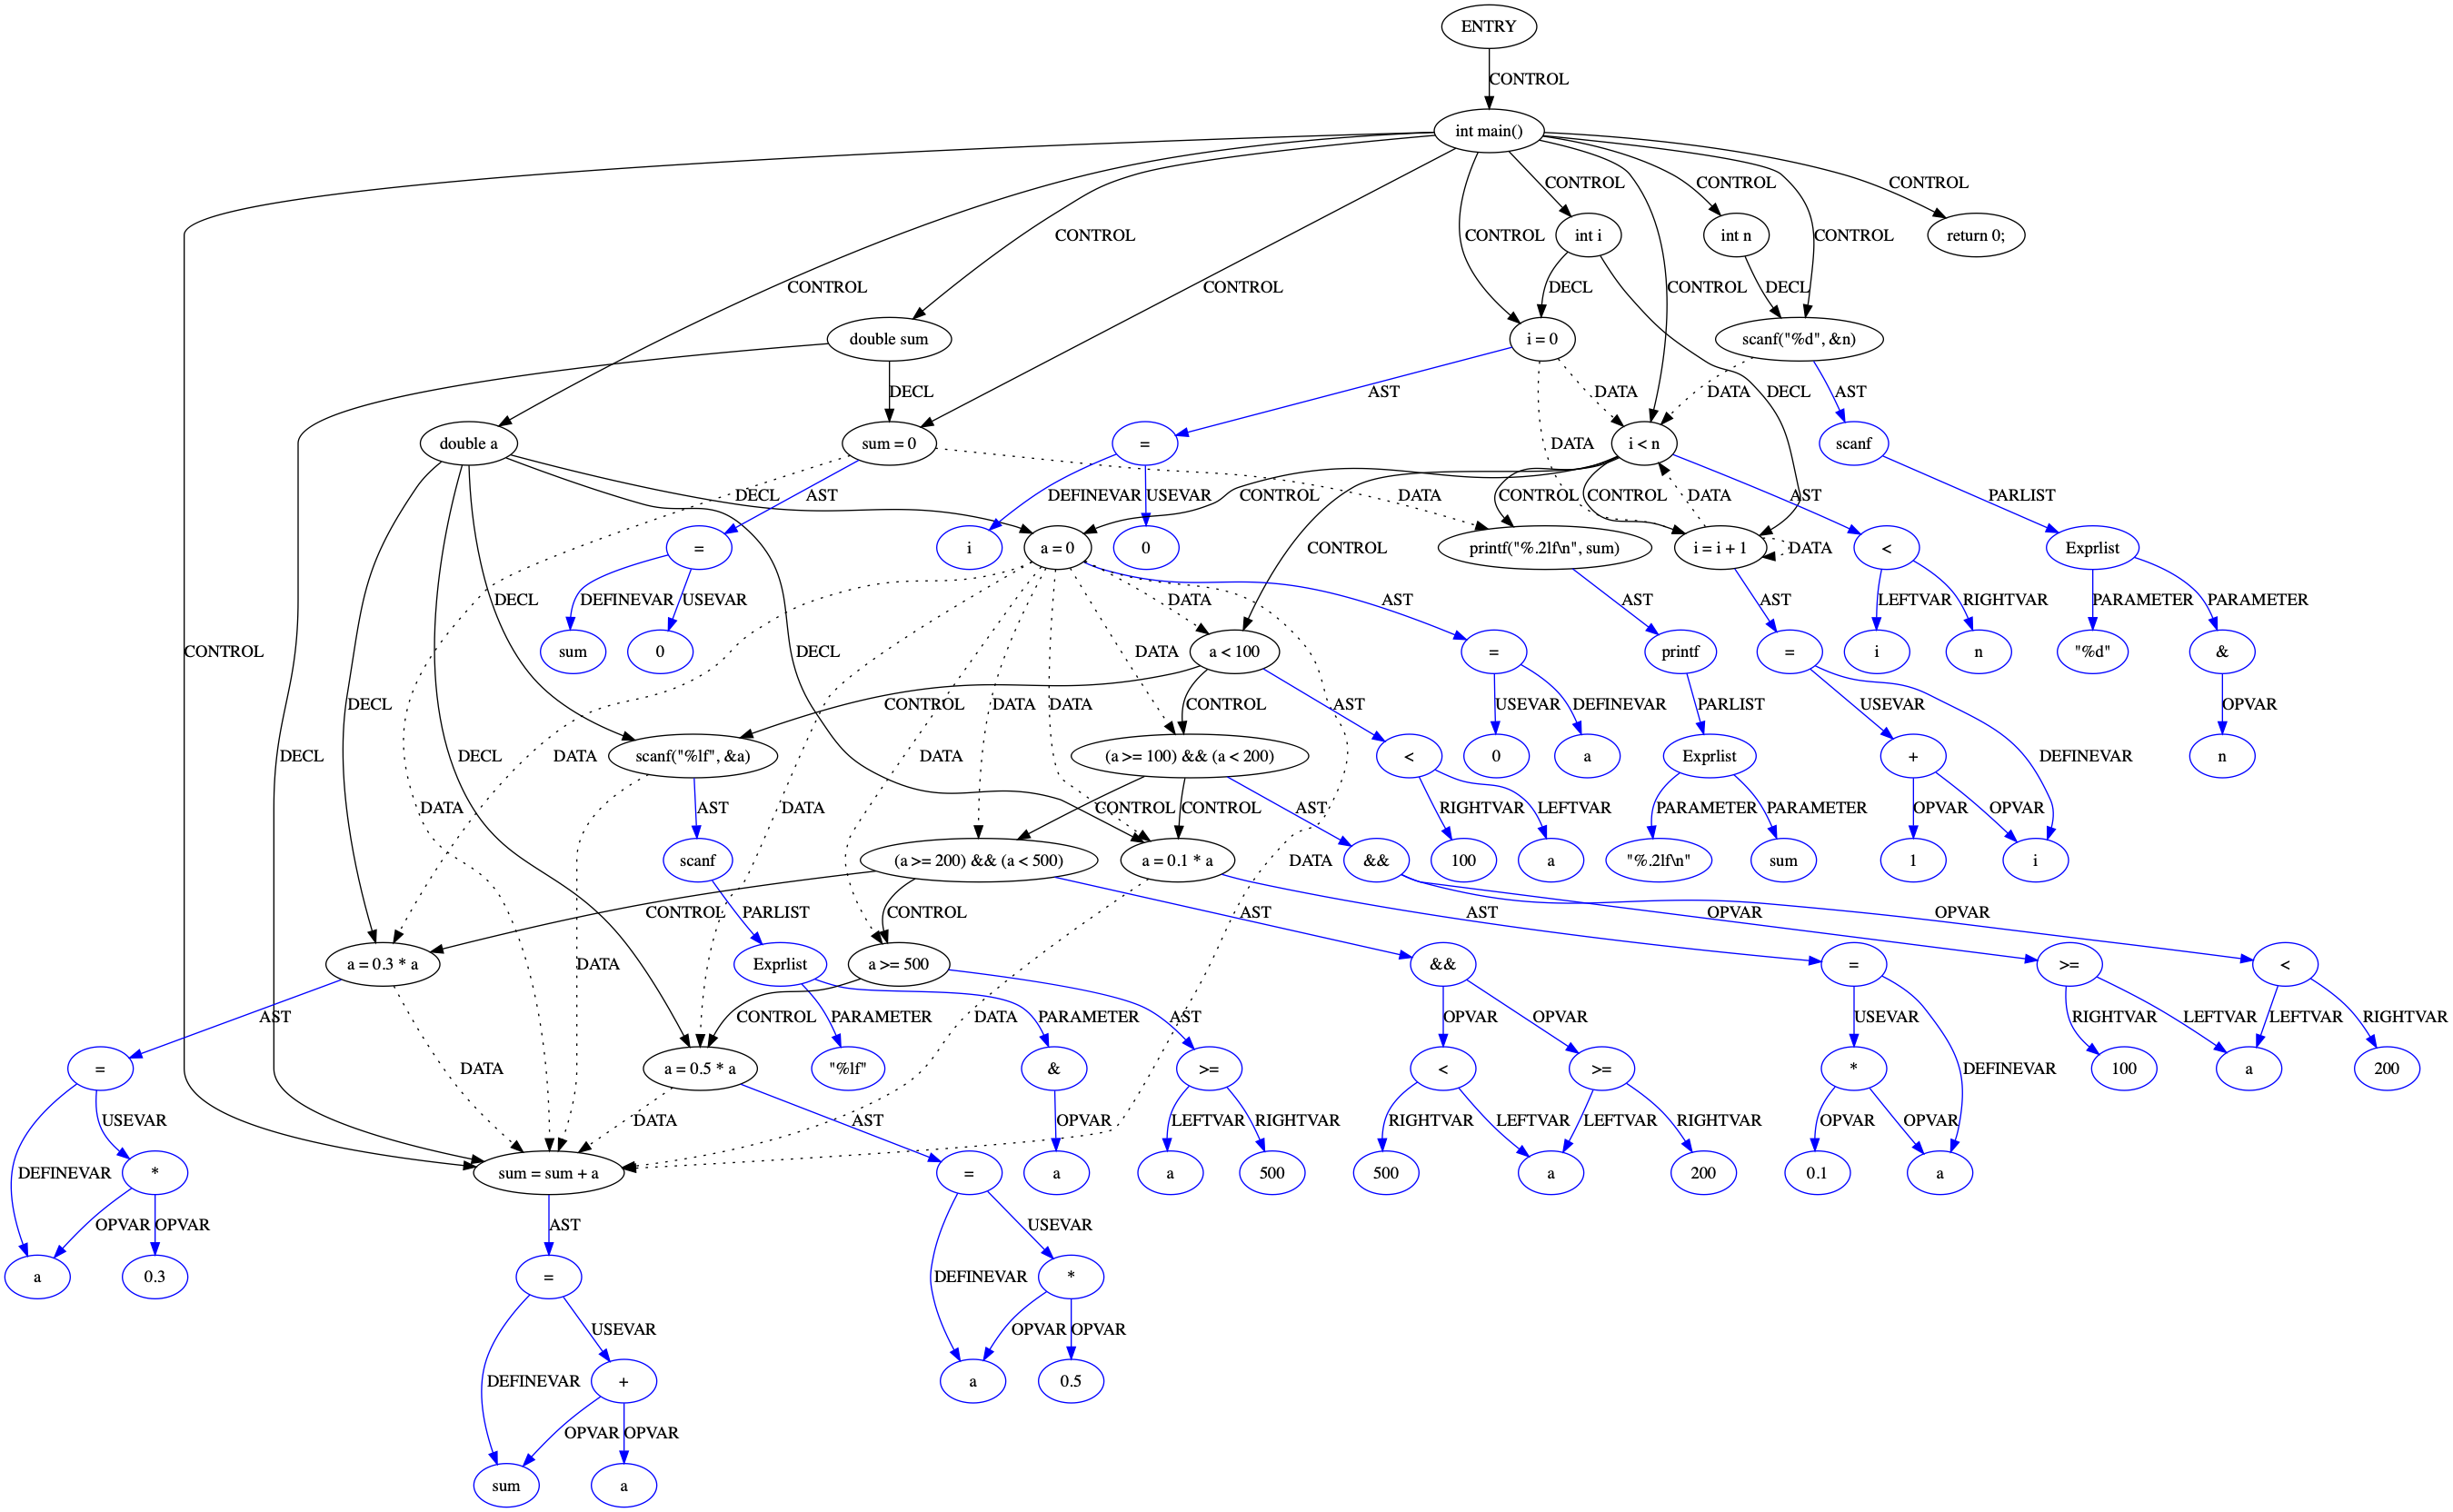 ENTRY
CONTROL
int main()
CONTROL CONTROL
CONTROL
int i int n return 0;
CONTROL CONTROL CONTROL
CONTROL CONTROL DECL DECL CONTROL
double sum i = 0 scanf("%d", &n)
DECL AST DATA DATA DECL AST
double a sum = 0 = DATA i < n scanf
DECL AST DEFINEVAR USEVAR CONTROL DATA CONTROL CONTROL DATA AST PARLIST
= i a = 0 0 printf("%.2lf\n", sum) i = i + 1 DATA < Exprlist
CONTROL
DECL DEFINEVAR USEVAR DATA AST AST AST LEFTVAR RIGHTVAR PARAMETER PARAMETER
CONTROL sum 0 DECL DATA a < 100 = printf = i n "%d" &
DECL CONTROL DATA DATA CONTROL AST USEVAR DEFINEVAR PARLIST USEVAR OPVAR
DECL DECL DATA DATA scanf("%lf", &a) (a >= 100) && (a < 200) < 0 a Exprlist + DEFINEVAR n
DATA AST DATA CONTROL CONTROL AST RIGHTVAR LEFTVAR PARAMETER PARAMETER OPVAR OPVAR
scanf (a >= 200) && (a < 500) a = 0.1 * a DATA && 100 a "%.2lf\n" sum 1 i
CONTROL PARLIST CONTROL AST AST OPVAR OPVAR
a = 0.3 * a DATA Exprlist a >= 500 && = >= <
AST CONTROL PARAMETER DATA PARAMETER AST OPVAR OPVAR USEVAR RIGHTVAR LEFTVAR LEFTVAR RIGHTVAR
= DATA a = 0.5 * a "%lf" & >= < >= * DEFINEVAR 100 a 200
USEVAR DATA AST OPVAR LEFTVAR RIGHTVAR RIGHTVAR LEFTVAR LEFTVAR RIGHTVAR OPVAR OPVAR
DEFINEVAR * sum = sum + a = a a 500 500 a 200 0.1 a
OPVAR OPVAR AST USEVAR
a 0.3 = DEFINEVAR *
USEVAR OPVAR OPVAR
DEFINEVAR + a 0.5
OPVAR OPVAR
sum a